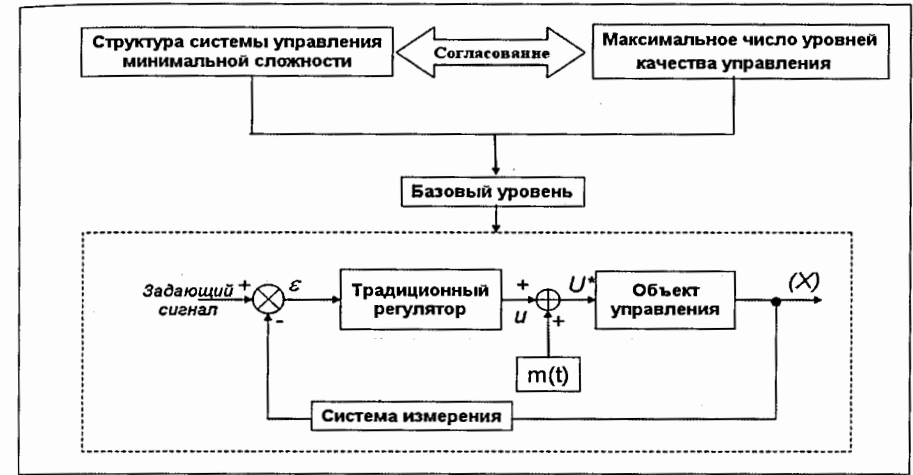 Структура системы управления
минимальной сложности
Согласование
Максимальное число уровней
качества управления
Базовый уровень
Задающий
сигнал
+
-
ε
Традиционный
регулятор
+
u
+
m(t)
U*
Объект
управления
(X)
Система измерения